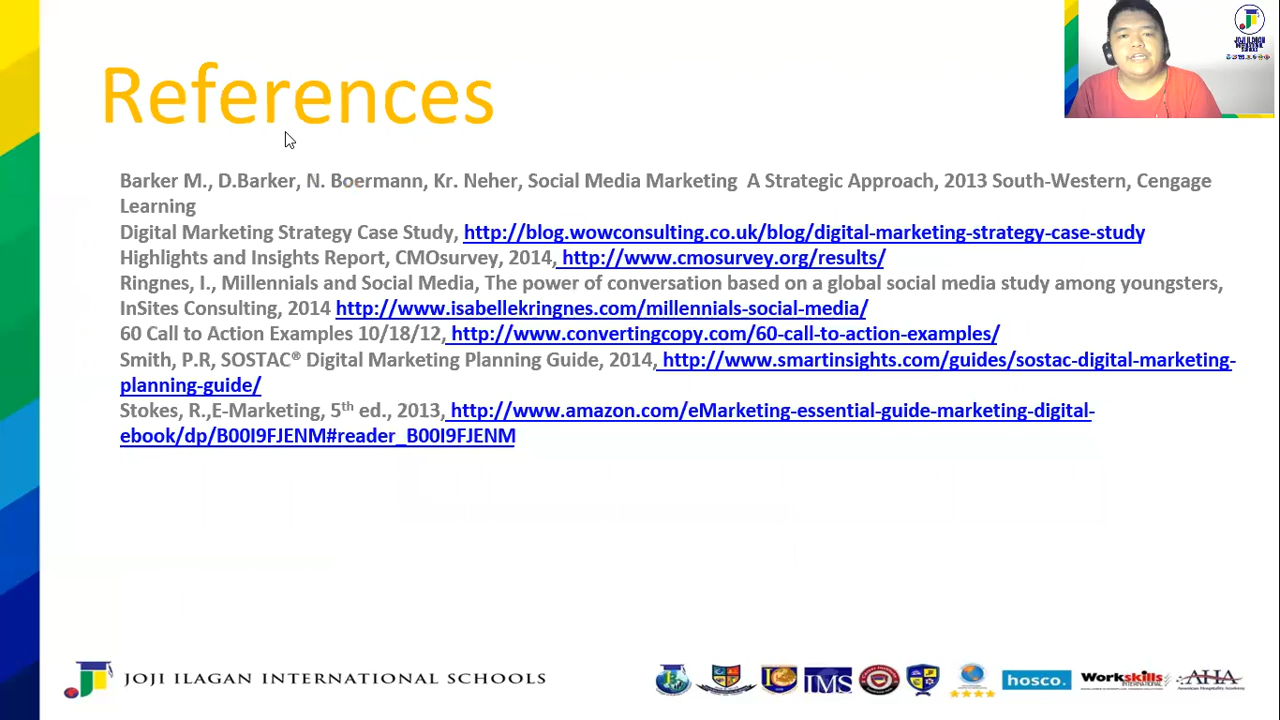 References
Barker M., D.Barker, N. Boermann, Kr. Neher, Social Media Marketing  A Strategic Approach, 2013 South-Western, Cengage
Learning
Digital Marketing Strategy Case Study, http://blog.wowconsulting.co.uk/blog/digital-marketing-strategy-case-study
Highlights and Insights Report, CMOsurvey, 2014, http://www.cmosurvey.org/results/
Ringnes, I., Millennials and Social Media, The power of conversation based on a global social media study among youngsters,
InSites Consulting, 2014 http://www.isabellekringnes.com/millennials-social-media/
60 Call to Action Examples 10/18/12, http://www.convertingcopy.com/60-call-to-action-examples/
Smith, P.R, SOSTAC® Digital Marketing Planning Guide, 2014, http://www.smartinsights.com/guides/sostac-digital-marketing-
planning-guide/
Stokes, R.,E-Marketing, 5th ed., 2013, http://www.amazon.com/eMarketing-essential-guide-marketing-digital-
ebook/dp/B00I9FJENM#reader_B00I9FJENM
JOJI ILAGAN INTERNATIONAL SCHOOLS
IMS
hosco.
Workskills
INTERNATIONAL
AHA
American Hospitality Academy